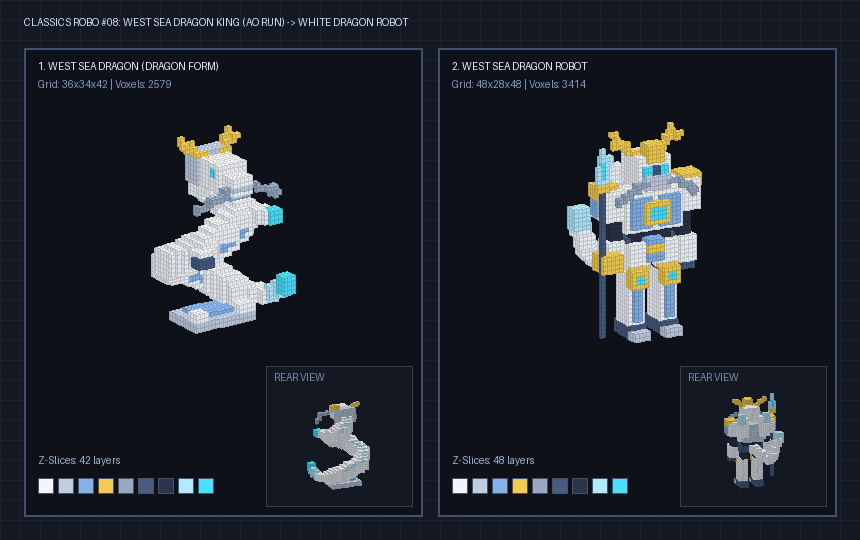 CLASSICS ROBO #08: WEST SEA DRAGON KING (AO RUN) -> WHITE DRAGON ROBOT
1. WEST SEA DRAGON (DRAGON FORM)
Grid: 36x34x42 | Voxels: 2579
REAR VIEW
Z-Slices: 42 layers
2. WEST SEA DRAGON ROBOT
Grid: 48x28x48 | Voxels: 3414
REAR VIEW
Z-Slices: 48 layers